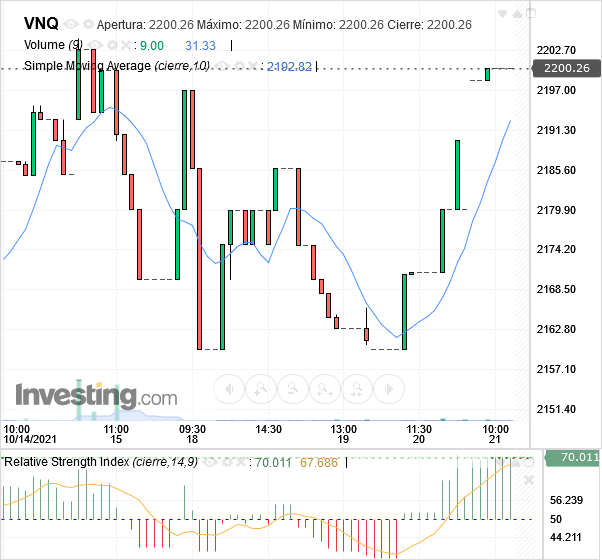 VNQ Apertura: 2200.26 Máximo: 2200.26 Mínimo: 2200.26 Cierre: 2200.26
Volume (9) : 9.00 31.33
2202.70
Simple Moving Average (cierre,10) : 2192.82
2200.26
2197.00
2191.30
2185.60
2179.90
2174.20
2168.50
2162.80
2157.10
2151.40
Investing.com
10:00 11:00 09:30 14:30 13:00 11:30 10:00
10/14/2021 15 18 19 20 21
Relative Strength Index (cierre,14,9) : 70.011 67.686
70.011
56.239
50
44.211